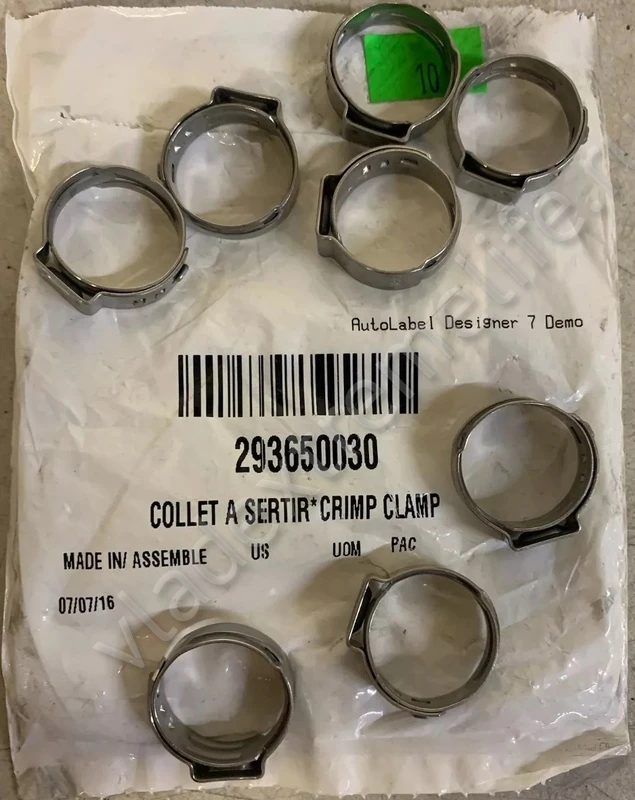 10
AutoLabel Designer 7 Demo
293650030
COLLET A SERTIR*CRIMP CLAMP
MADE IN/ ASSEMBLE US UOM PAC
07/07/16